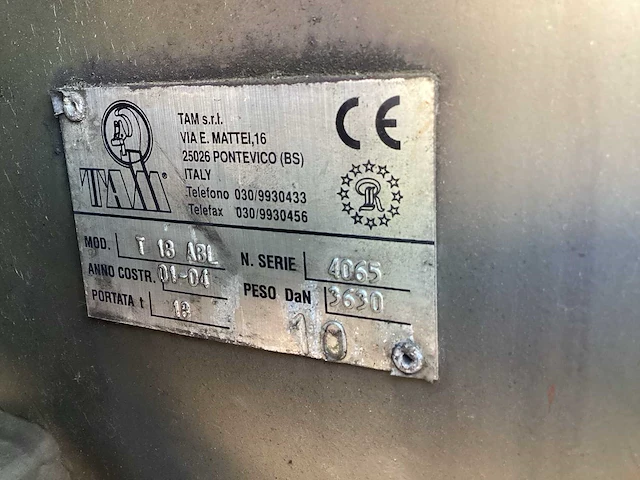 TAM®
TAM s.r.l.
VIA E. MATTEI,16
25026 PONTEVICO (BS)
ITALY
Telefono 030/9930433
Telefax 030/9930456
CE
MOD. T 18 ABL
N. SERIE 4065
ANNO COSTR. 01-04
PESO DaN 3630
PORTATA t 18
10